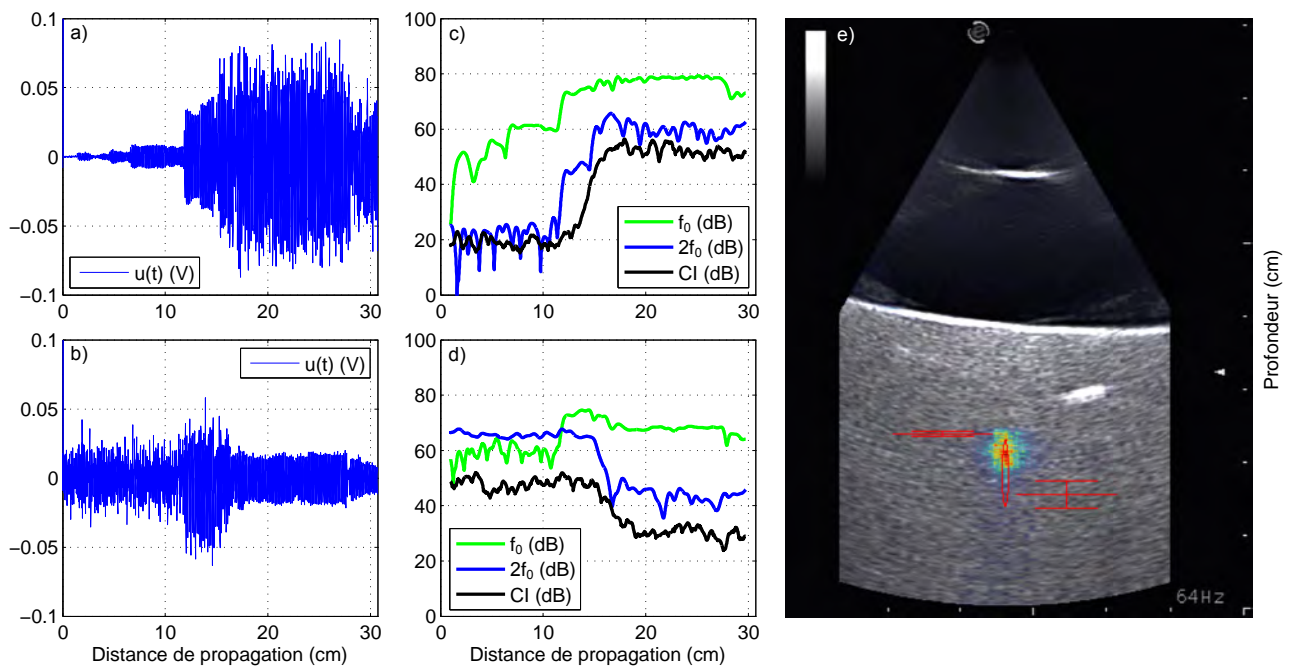 a)
0.1
0.05
0
−0.05
−0.1
0 10 20 30
u(t) (V)
c)
100
80
60
40
20
0
0 10 20 30
f₀ (dB)
2f₀ (dB)
CI (dB)
b)
0.1
0.05
0
−0.05
−0.1
0 10 20 30
u(t) (V)
Distance de propagation (cm)
d)
100
80
60
40
20
0
0 10 20 30
f₀ (dB)
2f₀ (dB)
CI (dB)
Distance de propagation (cm)
e)
64Hz
Profondeur (cm)